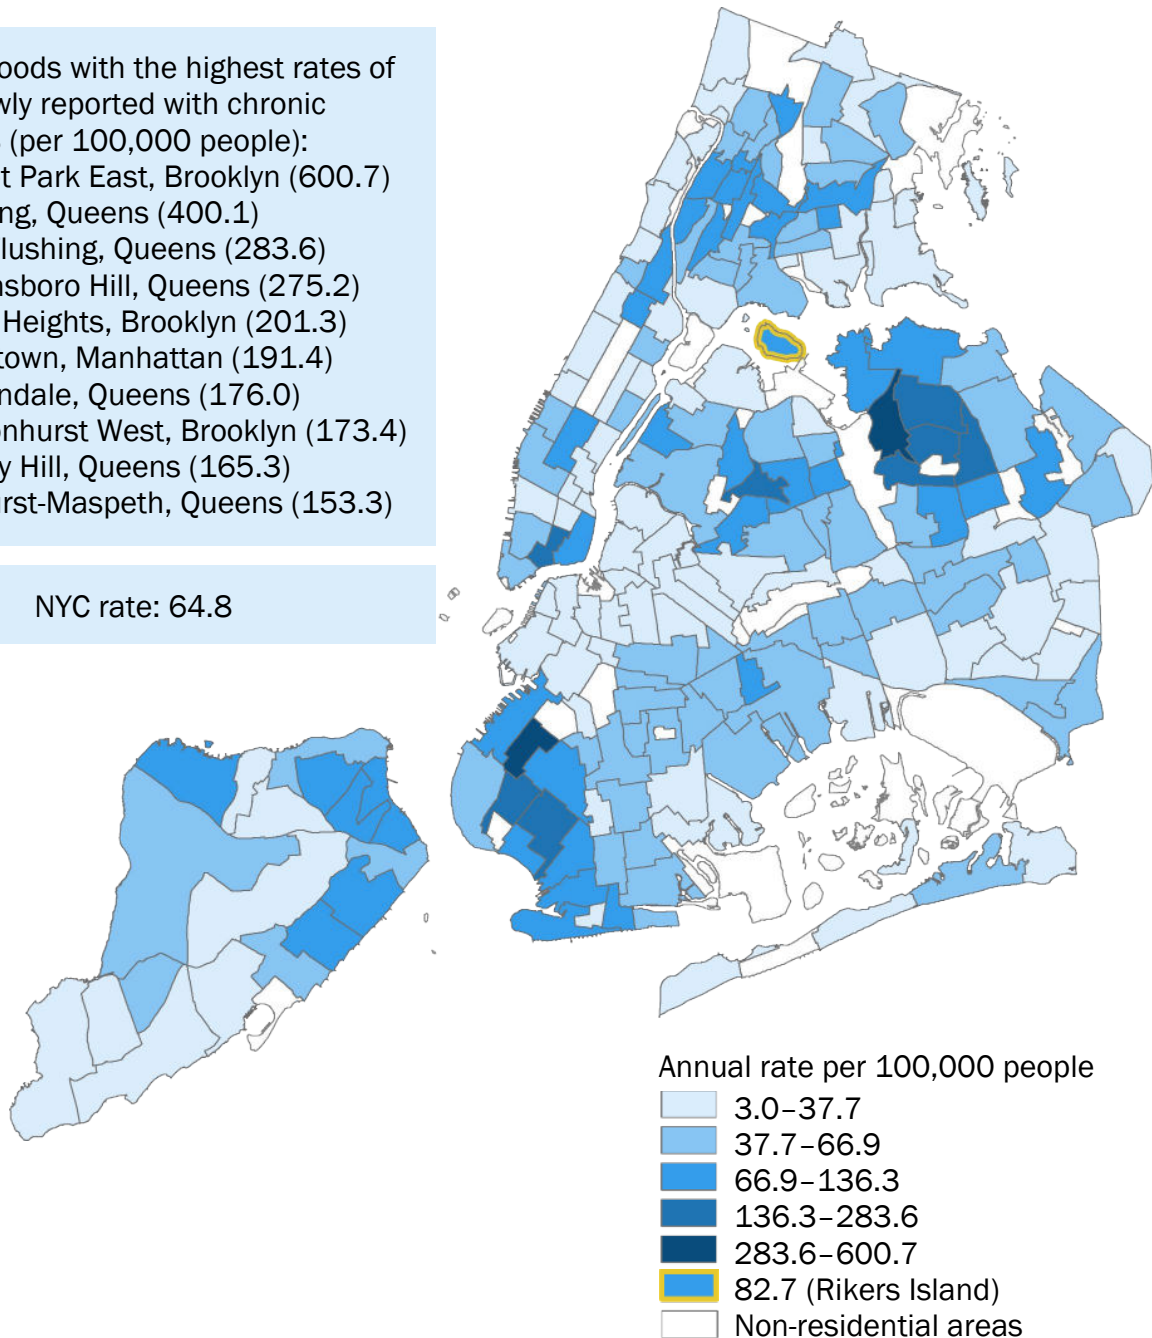 oods with the highest rates of
wly reported with chronic
(per 100,000 people):
t Park East, Brooklyn (600.7)
ng, Queens (400.1)
lushing, Queens (283.6)
nsboro Hill, Queens (275.2)
Heights, Brooklyn (201.3)
town, Manhattan (191.4)
ndale, Queens (176.0)
onhurst West, Brooklyn (173.4)
y Hill, Queens (165.3)
urst-Maspeth, Queens (153.3)
NYC rate: 64.8
Annual rate per 100,000 people
3.0–37.7
37.7–66.9
66.9–136.3
136.3–283.6
283.6–600.7
82.7 (Rikers Island)
Non-residential areas